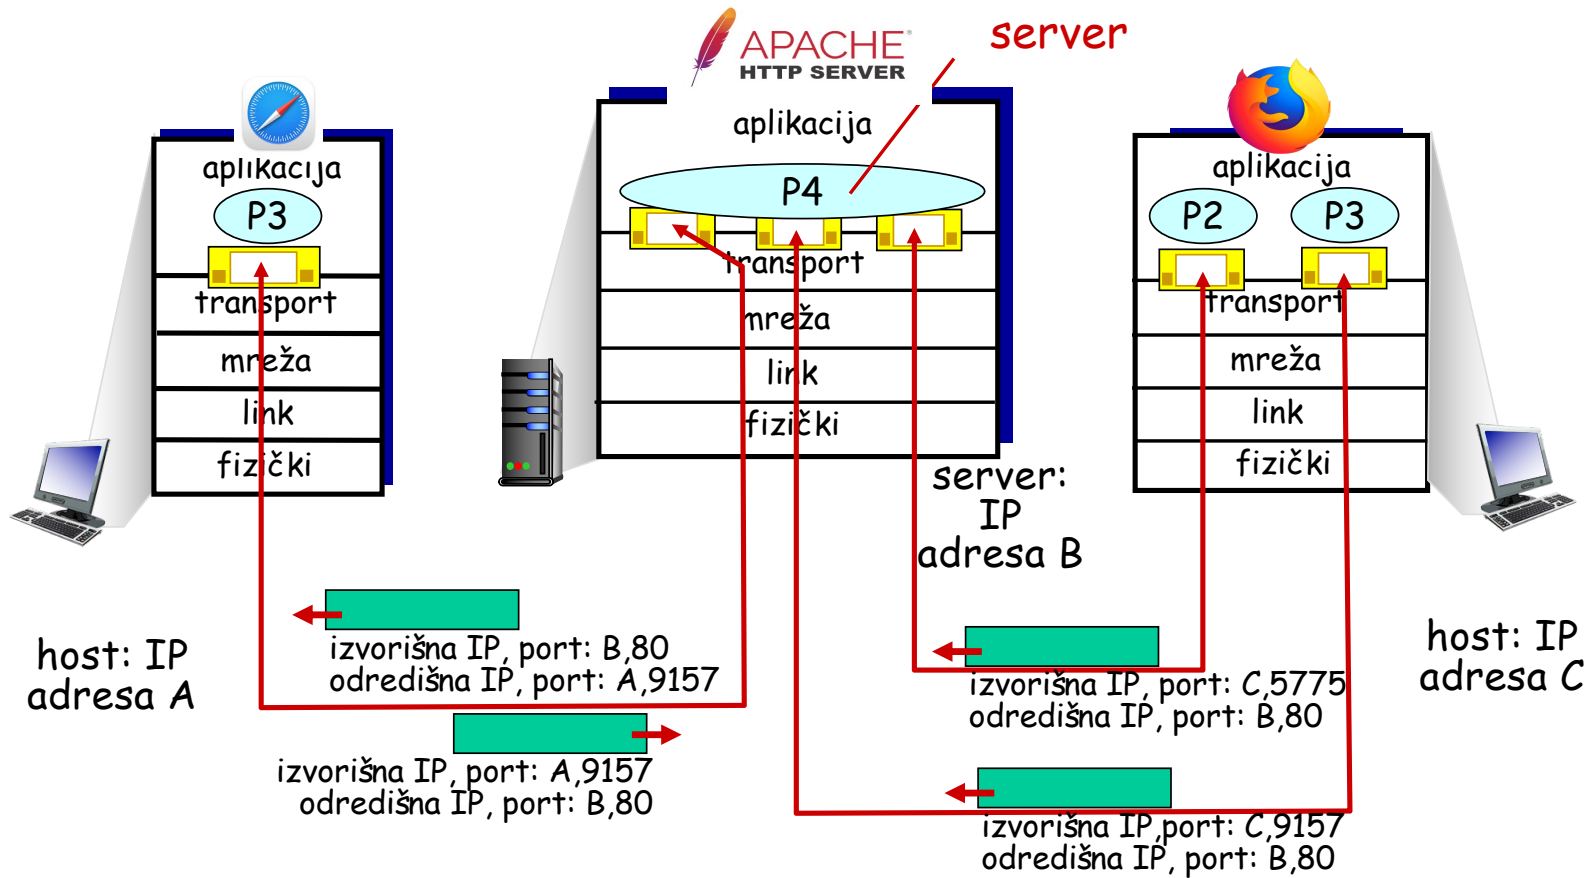 APACHE
HTTP SERVER
server
aplikacija
P3
transport
mreža
link
fizički
aplikacija
P4
transport
mreža
link
fizički
aplikacija
P2
P3
transport
mreža
link
fizički
server:
IP
adresa B
host: IP
adresa A
izvorišna IP, port: B,80
odredišna IP, port: A,9157
izvorišna IP, port: A,9157
odredišna IP, port: B,80
izvorišna IP, port: C,5775
odredišna IP, port: B,80
izvorišna IP,port: C,9157
odredišna IP, port: B,80
host: IP
adresa C